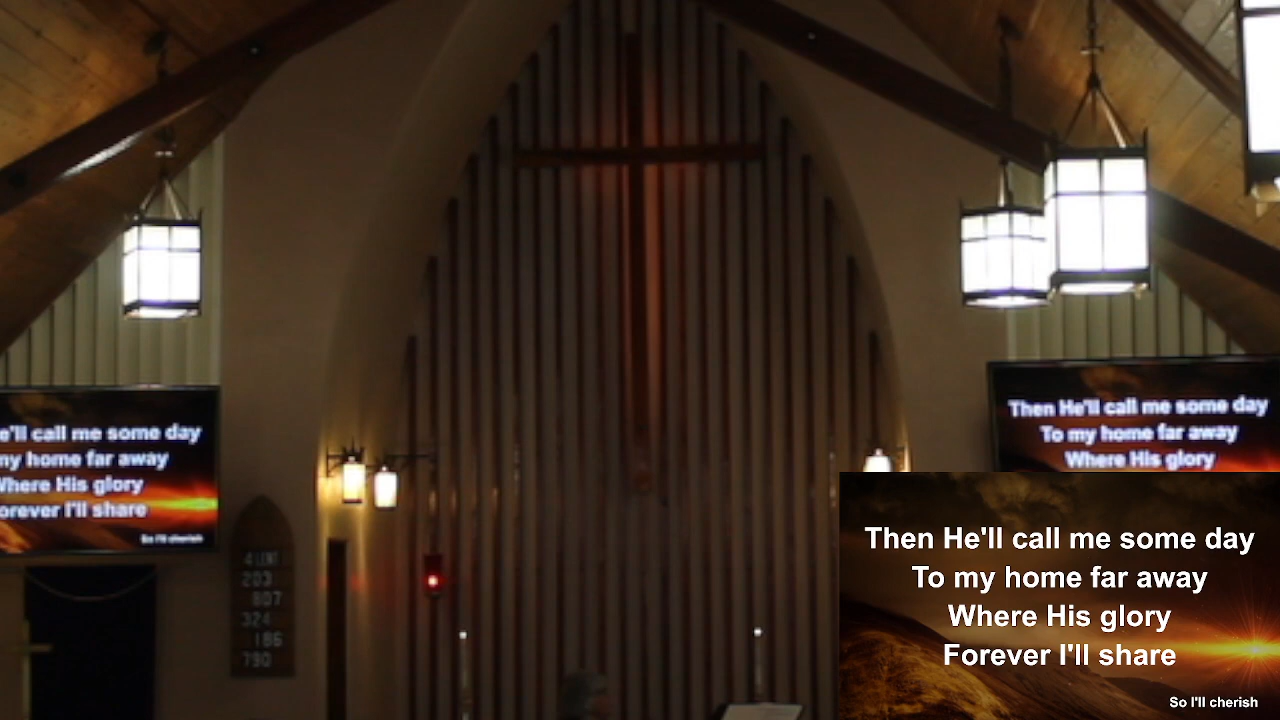 e'll call me some day
my home far away
Where His glory
orever I'll share
So I'll cherish
4 LENT
203
807
324
186
790
Then He'll call me some day
To my home far away
Where His glory
Then He'll call me some day
To my home far away
Where His glory
Forever I'll share
So I'll cherish